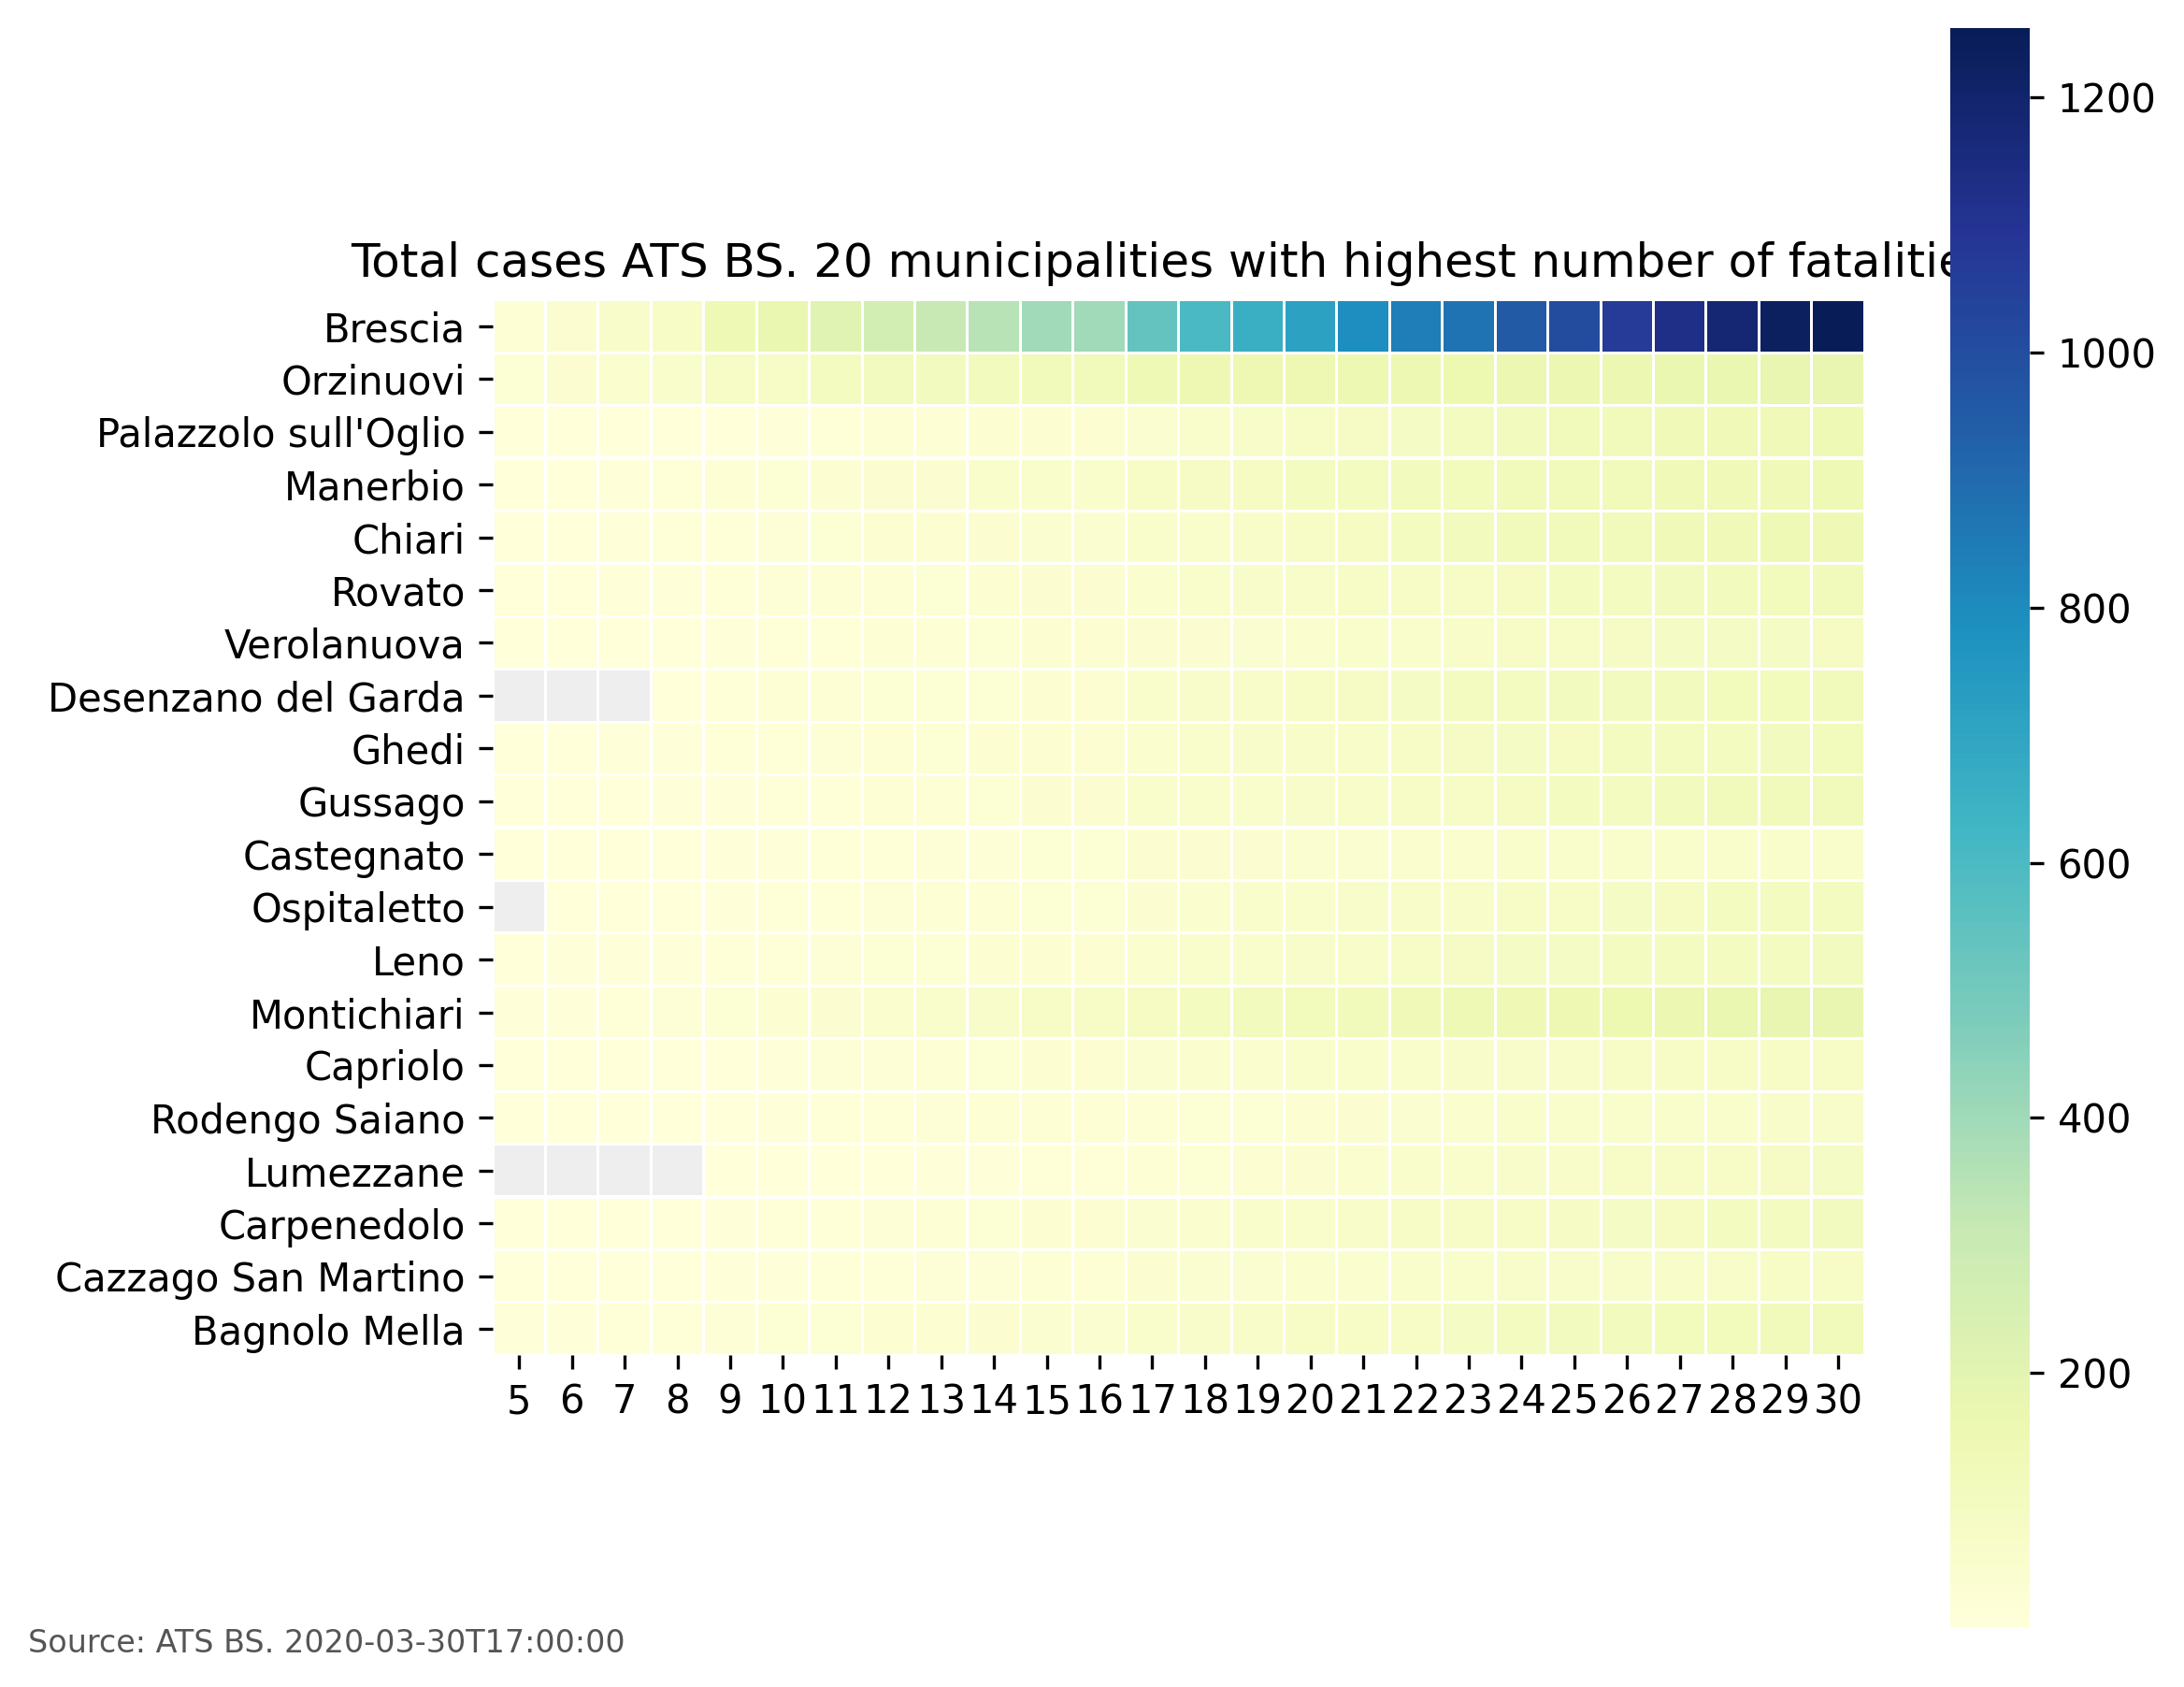 Total cases ATS BS. 20 municipalities with highest number of fatalitie
Brescia
Orzinuovi
Palazzolo sull'Oglio
Manerbio
Chiari
Rovato
Verolanuova
Desenzano del Garda
Ghedi
Gussago
Castegnato
Ospitaletto
Leno
Montichiari
Capriolo
Rodengo Saiano
Lumezzane
Carpenedolo
Cazzago San Martino
Bagnolo Mella
5 6 7 8 9 10 11 12 13 14 15 16 17 18 19 20 21 22 23 24 25 26 27 28 29 30
1200
1000
800
600
400
200
Source: ATS BS. 2020-03-30T17:00:00